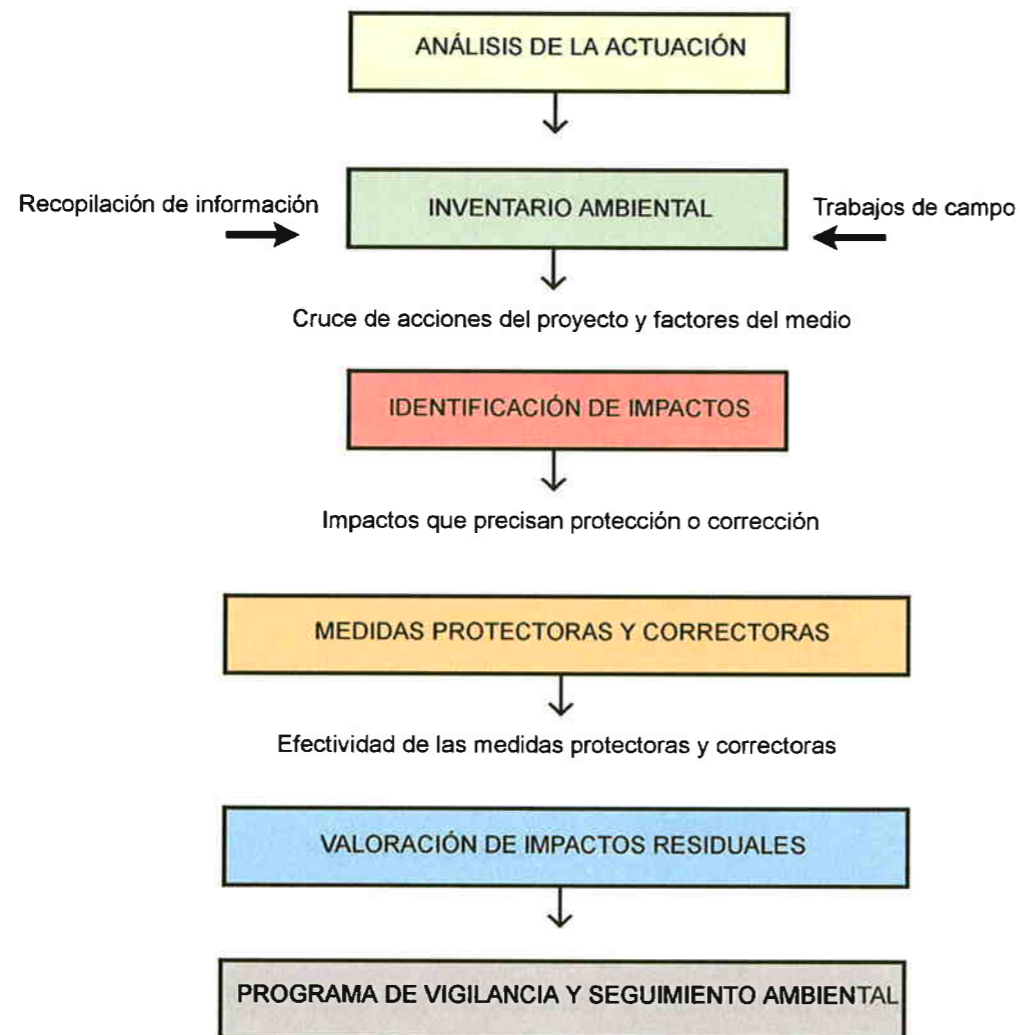 ANÁLISIS DE LA ACTUACIÓN
Recopilación de información
INVENTARIO AMBIENTAL
Trabajos de campo
Cruce de acciones del proyecto y factores del medio
IDENTIFICACIÓN DE IMPACTOS
Impactos que precisan protección o corrección
MEDIDAS PROTECTORAS Y CORRECTORAS
Efectividad de las medidas protectoras y correctoras
VALORACIÓN DE IMPACTOS RESIDUALES
PROGRAMA DE VIGILANCIA Y SEGUIMIENTO AMBIENTAL